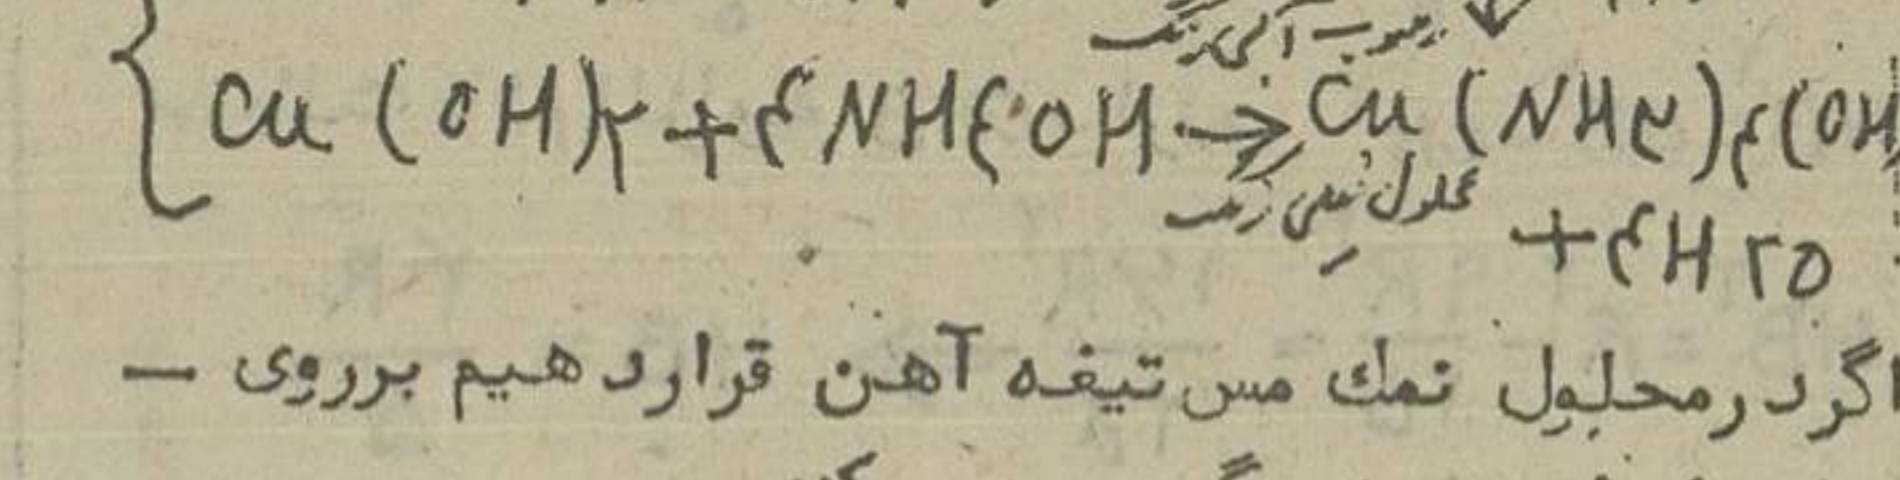 رسوب آبی رنگ
Cu (OH)۲ + ۴NH۴OH → Cu (NH۳)۴(OH
محلول نیلی رنگ
+۴H۲O
اگر در محلول نمك مس تیغه آهن قرار دهیم برروی –